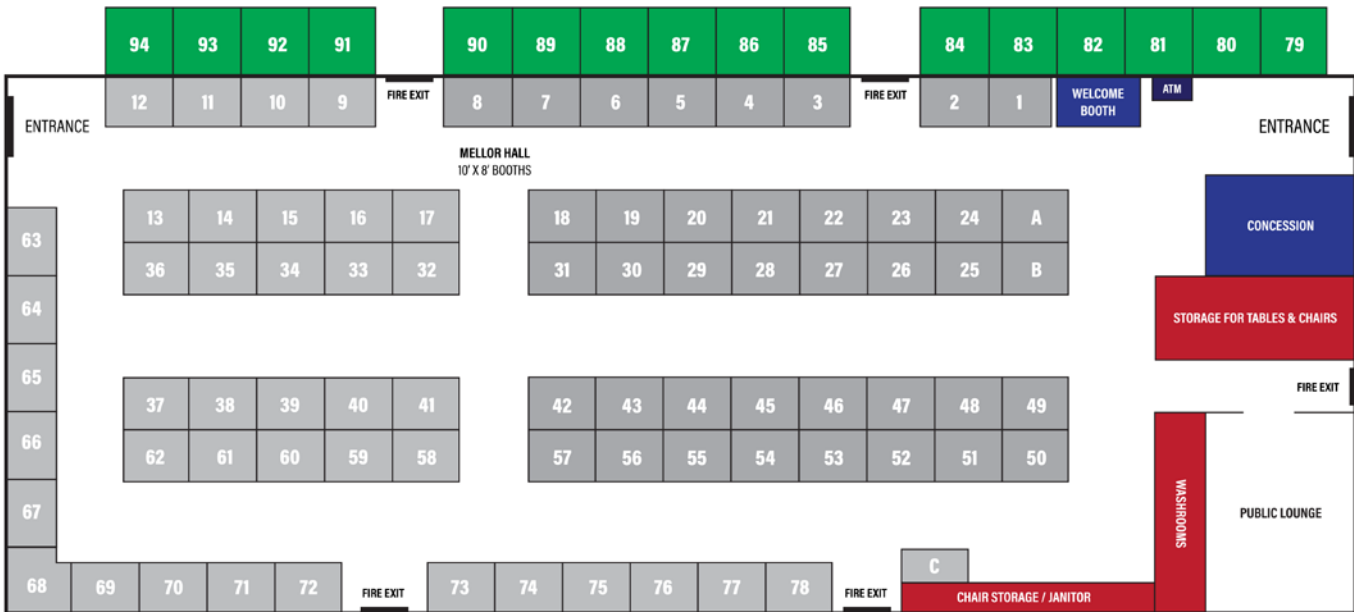 94 93 92 91 90 89 88 87 86 85 84 83 82 81 80 79
12 11 10 9 FIRE EXIT 8 7 6 5 4 3 FIRE EXIT 2 1 WELCOME BOOTH ATM
ENTRANCE ENTRANCE
MELLOR HALL
10' X 8' BOOTHS
13 14 15 16 17 18 19 20 21 22 23 24 A
CONCESSION
63
36 35 34 33 32 31 30 29 28 27 26 25 B
64
STORAGE FOR TABLES & CHAIRS
65
FIRE EXIT
37 38 39 40 41 42 43 44 45 46 47 48 49
66
62 61 60 59 58 57 56 55 54 53 52 51 50
67
WASHROOMS
PUBLIC LOUNGE
C
68 69 70 71 72 FIRE EXIT 73 74 75 76 77 78 FIRE EXIT
CHAIR STORAGE / JANITOR